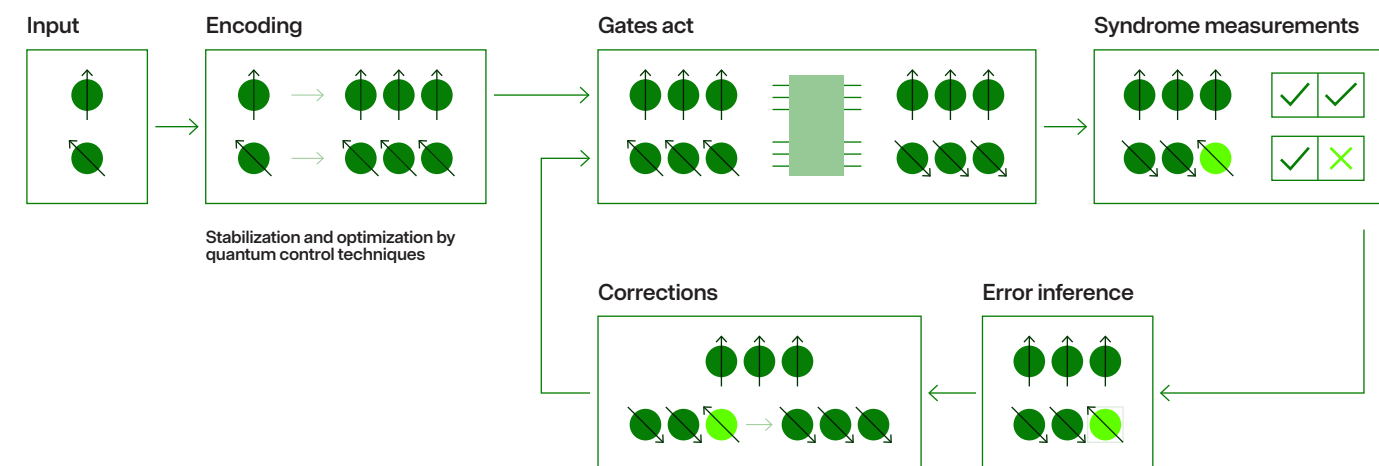 Input
Encoding
Gates act
Syndrome measurements
Stabilization and optimization by
quantum control techniques
Corrections
Error inference